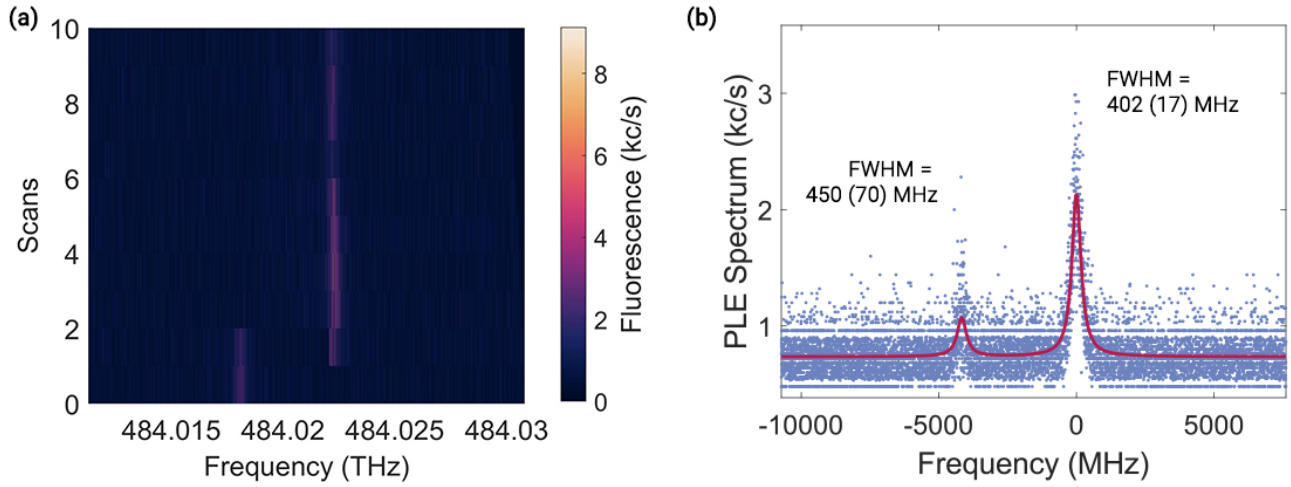 (a)
10
8
6
4
2
0
Scans
484.015
484.02
484.025
484.03
Frequency (THz)
8
6
4
2
0
Fluorescence (kc/s)
(b)
3
2
1
PLE Spectrum (kc/s)
FWHM =
450 (70) MHz
FWHM =
402 (17) MHz
-10000
-5000
0
5000
Frequency (MHz)